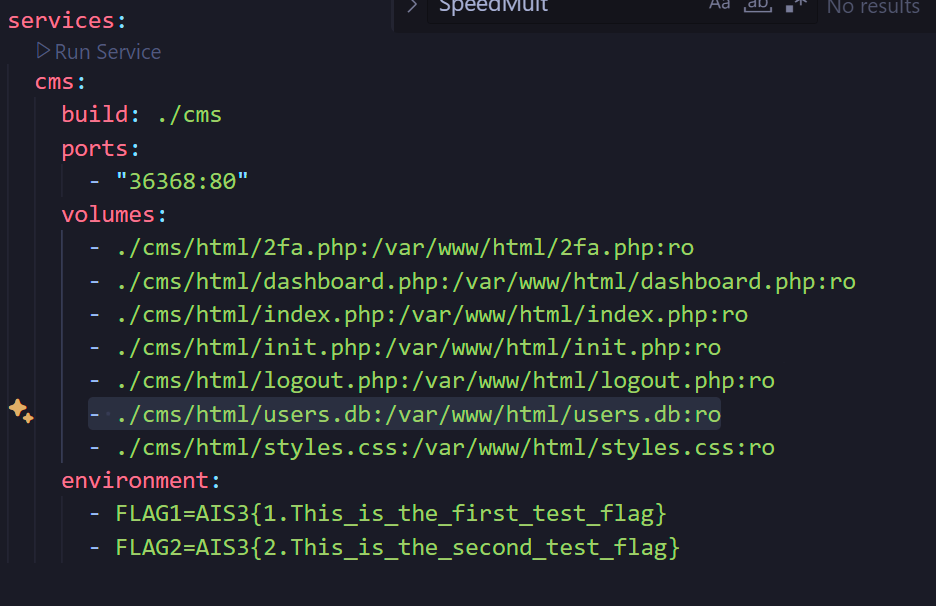 services:
SpeedMult
Aa
ab
No results
Run Service
cms:
build: ./cms
ports:
- "36368:80"
volumes:
- ./cms/html/2fa.php:/var/www/html/2fa.php:ro
- ./cms/html/dashboard.php:/var/www/html/dashboard.php:ro
- ./cms/html/index.php:/var/www/html/index.php:ro
- ./cms/html/init.php:/var/www/html/init.php:ro
- ./cms/html/logout.php:/var/www/html/logout.php:ro
- ./cms/html/users.db:/var/www/html/users.db:ro
- ./cms/html/styles.css:/var/www/html/styles.css:ro
environment:
- FLAG1=AIS3{1.This_is_the_first_test_flag}
- FLAG2=AIS3{2.This_is_the_second_test_flag}